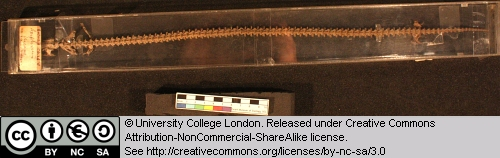 © University College London. Released under Creative Commons
Attribution-NonCommercial-ShareAlike license.
See http://creativecommons.org/licenses/by-nc-sa/3.0
cc
BY NC SA